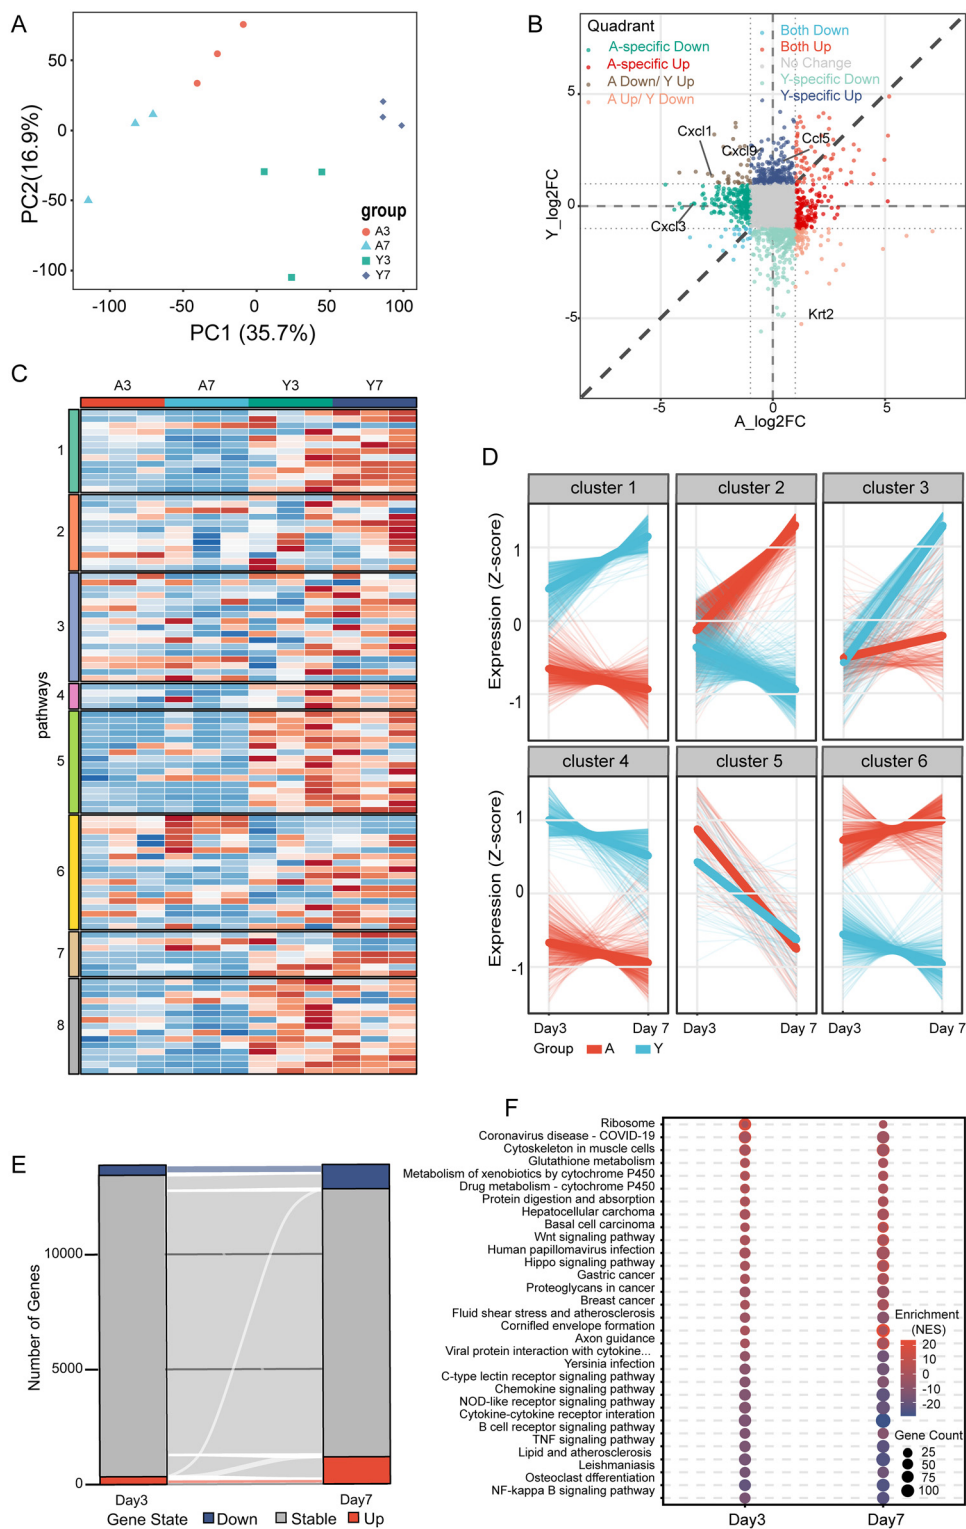 A
50
0
-50
-100
PC2(16.9%)
-100
-50
0
50
100
PC1 (35.7%)
group
A3
A7
Y3
Y7
B
Quadrant
A-specific Down
A-specific Up
A Down/ Y Up
A Up/ Y Down
Both Down
Both Up
No Change
Y-specific Down
Y-specific Up
Cxcl1
Cxcl9
Ccl5
Cxcl3
Krt2
5
0
-5
Y_log2FC
-5
0
5
A_log2FC
C
A3
A7
Y3
Y7
pathways
1
2
3
4
5
6
7
8
D
cluster 1
cluster 2
cluster 3
Expression (Z-score)
1
0
-1
cluster 4
cluster 5
cluster 6
Expression (Z-score)
1
0
-1
Day3
Day 7
Day3
Day 7
Day3
Day 7
Group
A
Y
E
Number of Genes
10000
5000
0
Day3
Day7
Gene State
Down
Stable
Up
F
Ribosome
Coronavirus disease - COVID-19
Cytoskeleton in muscle cells
Glutathione metabolism
Metabolism of xenobiotics by cytochrome P450
Drug metabolism - cytochrome P450
Protein digestion and absorption
Hepatocellular carchoma
Basal cell carcinoma
Wnt signaling pathway
Human papillomavirus infection
Hippo signaling pathway
Gastric cancer
Proteoglycans in cancer
Breast cancer
Fluid shear stress and atherosclerosis
Cornified envelope formation
Axon guidance
Viral protein interaction with cytokine...
Yersinia infection
C-type lectin receptor signaling pathway
Chemokine signaling pathway
NOD-like receptor signaling pathway
Cytokine-cytokine receptor interation
B cell receptor signaling pathway
TNF signaling pathway
Lipid and atherosclerosis
Leishmaniasis
Osteoclast dfferentiation
NF-kappa B signaling pathway
Day3
Day7
Enrichment
(NES)
20
10
0
-10
-20
Gene Count
25
50
75
100